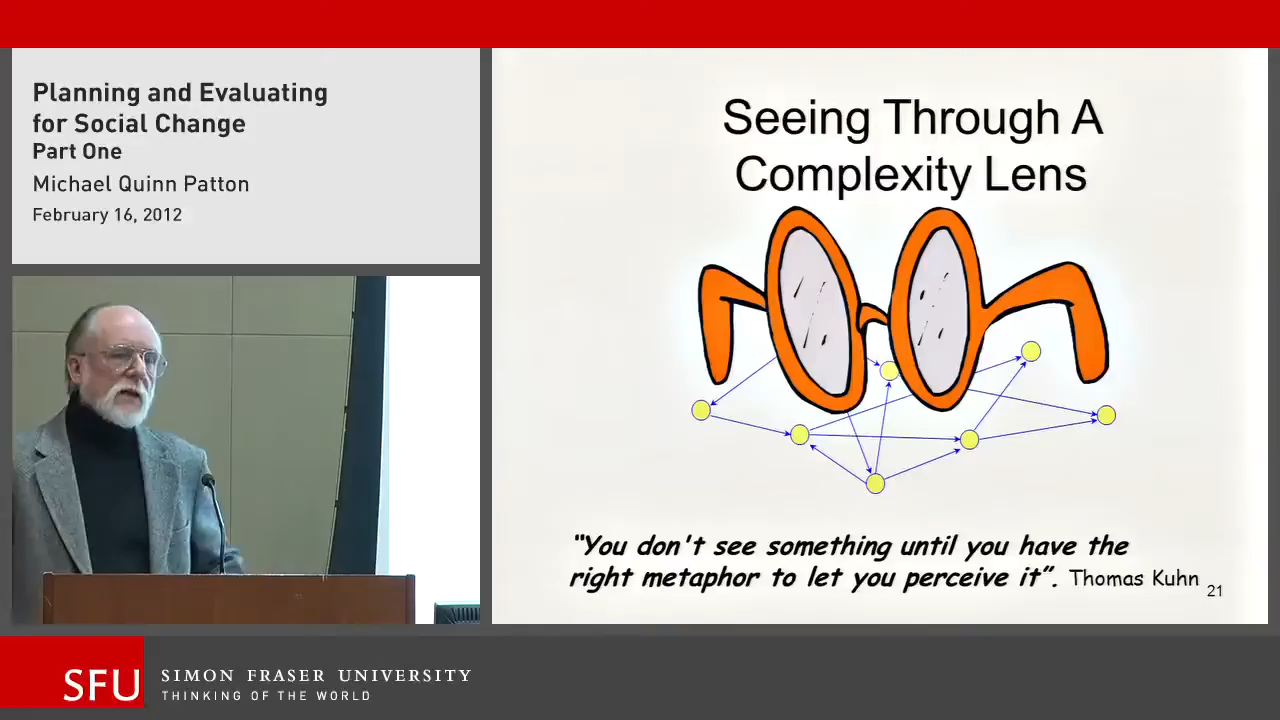 Planning and Evaluating
for Social Change
Part One
Michael Quinn Patton
February 16, 2012
Seeing Through A
Complexity Lens
“You don't see something until you have the
right metaphor to let you perceive it”. Thomas Kuhn
21
SFU
SIMON FRASER UNIVERSITY
THINKING OF THE WORLD